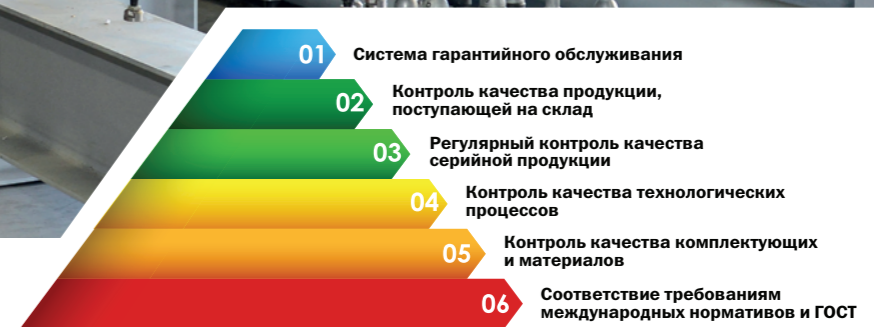 01 Система гарантийного обслуживания
02 Контроль качества продукции,
поступающей на склад
03 Регулярный контроль качества
серийной продукции
04 Контроль качества технологических
процессов
05 Контроль качества комплектующих
и материалов
06 Соответствие требованиям
международных нормативов и ГОСТ